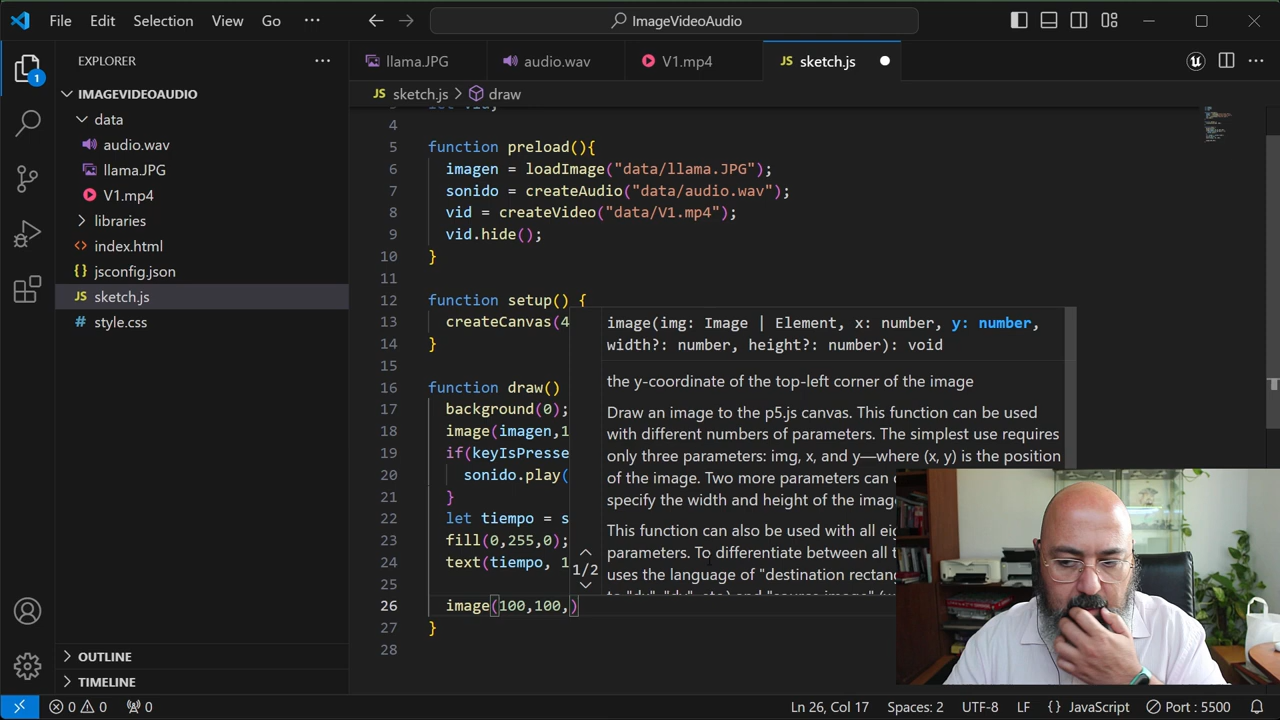 File Edit Selection View Go ··· ImageVideoAudio
EXPLORER
IMAGEVIDEOAUDIO
data
audio.wav
llama.JPG
V1.mp4
libraries
index.html
jsconfig.json
sketch.js
style.css
OUTLINE
TIMELINE
1
llama.JPG audio.wav V1.mp4 JS sketch.js
JS sketch.js > draw
4
5 function preload(){
6 imagen = loadImage("data/llama.JPG");
7 sonido = createAudio("data/audio.wav");
8 vid = createVideo("data/V1.mp4");
9 vid.hide();
10 }
11
12 function setup() {
13 createCanvas(4
14 }
15
16 function draw()
17 background(0);
18 image(imagen,1
19 if(keyIsPresse
20 sonido.play(
21 }
22 let tiempo = s
23 fill(0,255,0);
24 text(tiempo, 1
25
26 image(100,100,)
27 }
28
image(img: Image | Element, x: number, y: number,
width?: number, height?: number): void
the y-coordinate of the top-left corner of the image
Draw an image to the p5.js canvas. This function can be used
with different numbers of parameters. The simplest use requires
only three parameters: img, x, and y—where (x, y) is the position
of the image. Two more parameters can
specify the width and height of the imag
This function can also be used with all eig
parameters. To differentiate between all t
uses the language of "destination rectan
1/2
0 0 0 Ln 26, Col 17 Spaces: 2 UTF-8 LF {} JavaScript Port : 5500